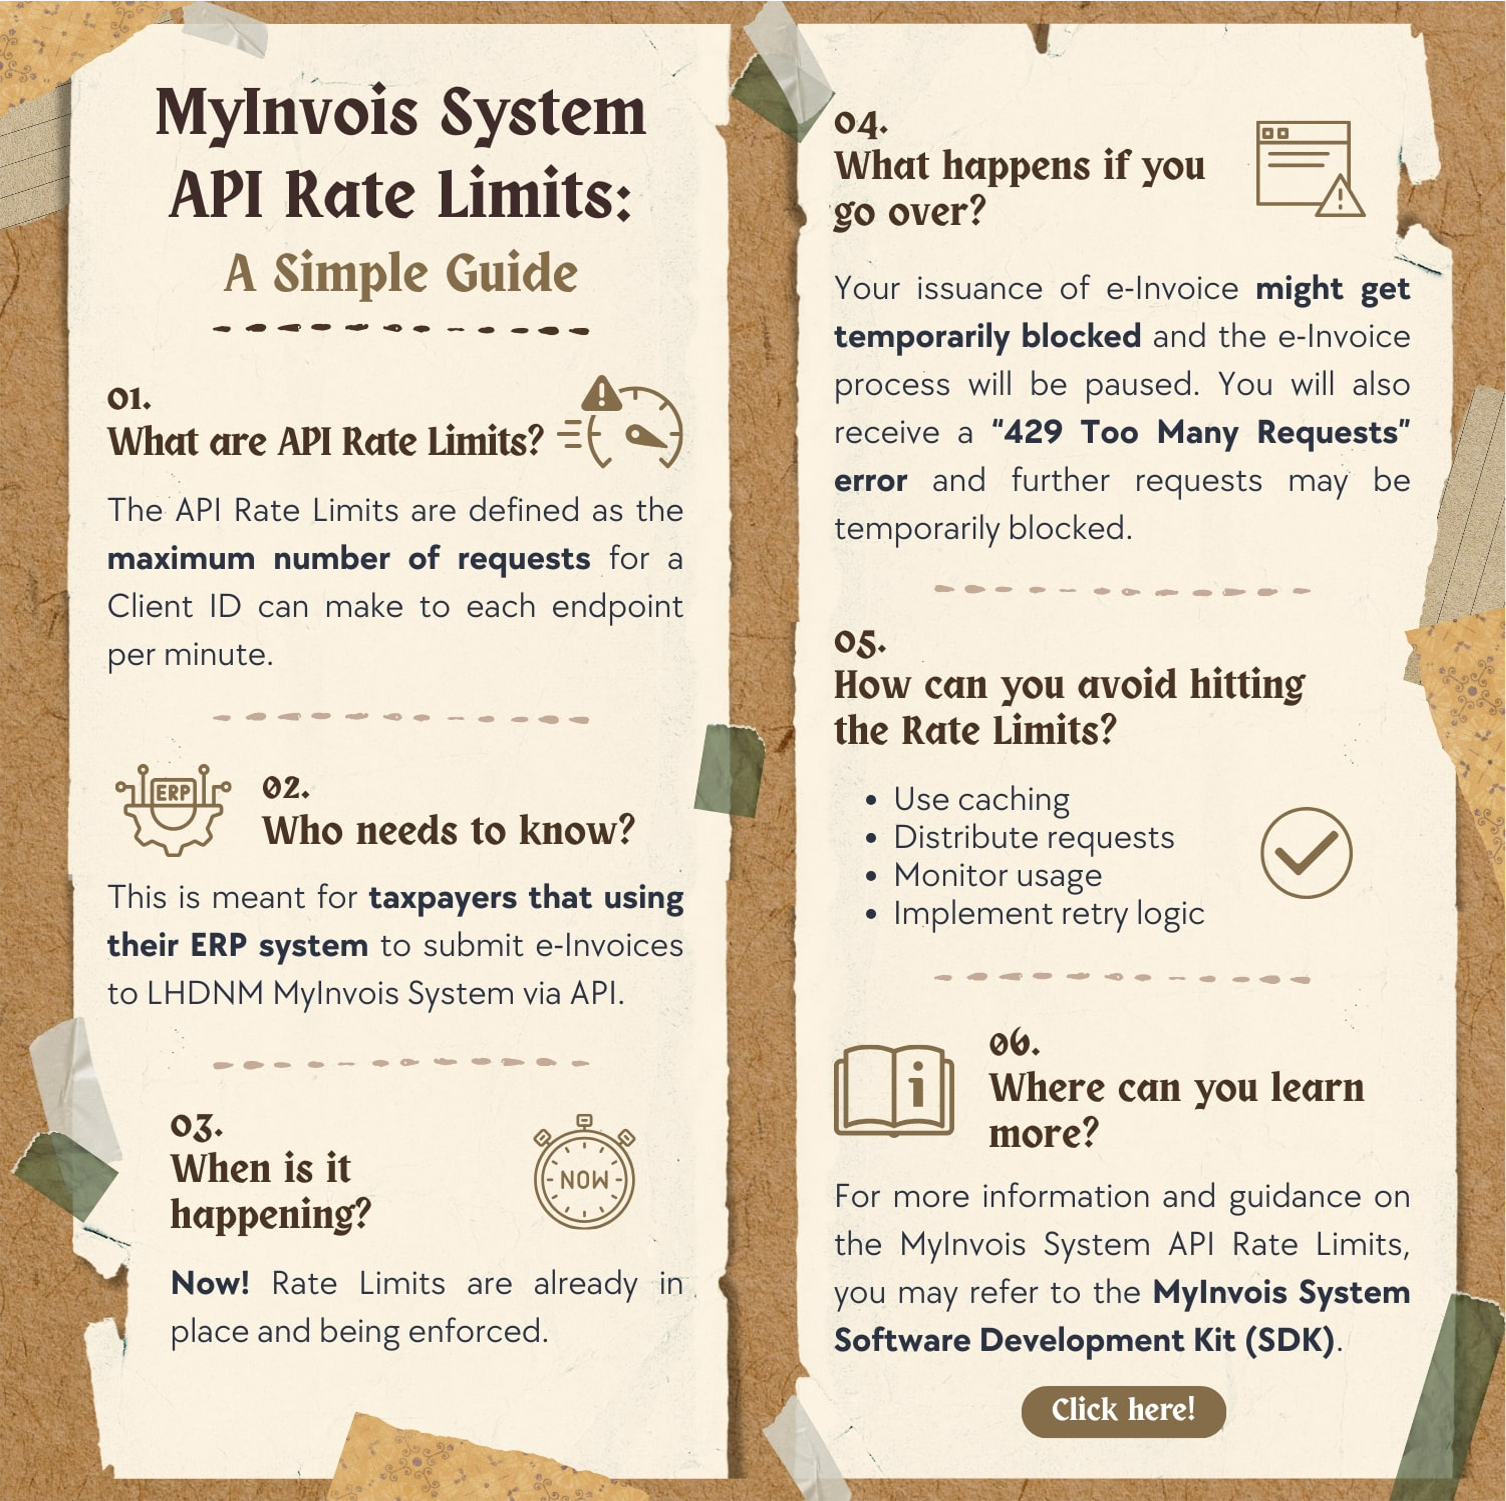 MyInvois System
API Rate Limits:
A Simple Guide
01.
What are API Rate Limits?
The API Rate Limits are defined as the
maximum number of requests for a
Client ID can make to each endpoint
per minute.
ERP
02.
Who needs to know?
This is meant for taxpayers that using
their ERP system to submit e-Invoices
to LHDNM MyInvois System via API.
03.
When is it
happening?
NOW
Now! Rate Limits are already in
place and being enforced.
04.
What happens if you
go over?
Your issuance of e-Invoice might get
temporarily blocked and the e-Invoice
process will be paused. You will also
receive a “429 Too Many Requests”
error and further requests may be
temporarily blocked.
05.
How can you avoid hitting
the Rate Limits?
• Use caching
• Distribute requests
• Monitor usage
• Implement retry logic
06.
Where can you learn
more?
For more information and guidance on
the MyInvois System API Rate Limits,
you may refer to the MyInvois System
Software Development Kit (SDK).
Click here!